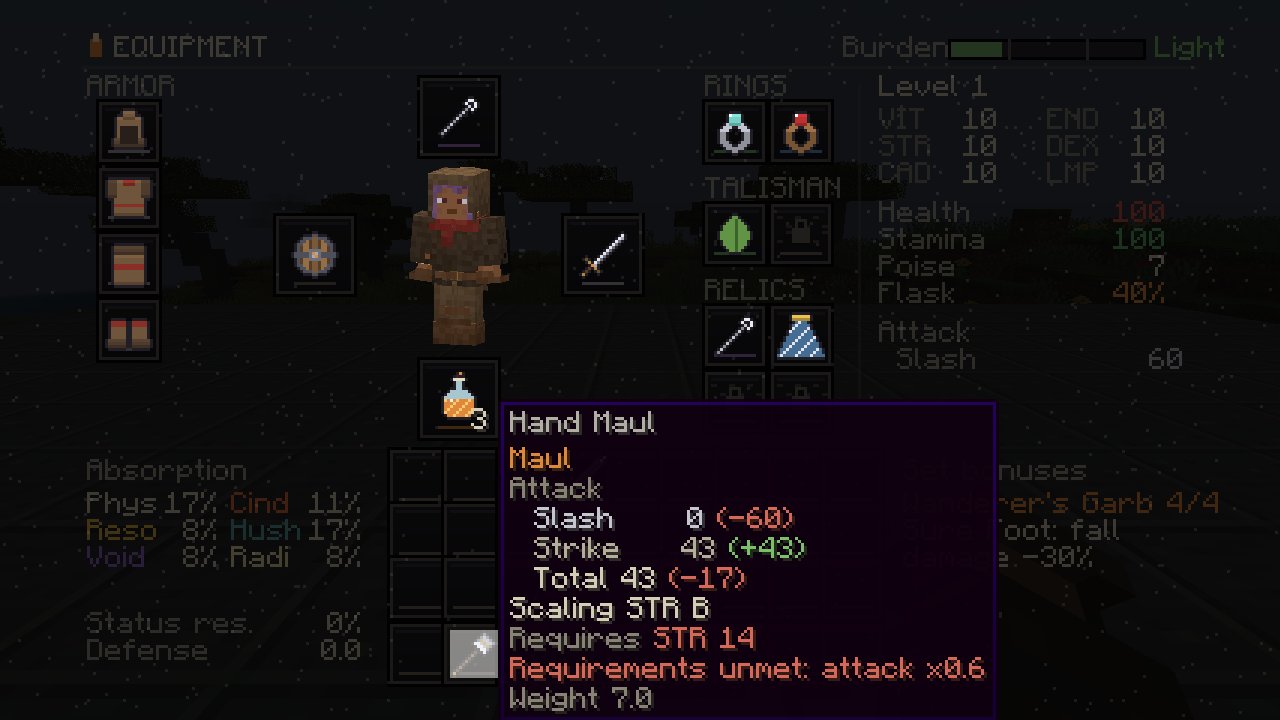 EQUIPMENT
Burden Light
ARMOR
RINGS
Level 1
VIT 10 END 10
STR 10 DEX 10
CAD 10 LMP 10
TALISMAN
Health 100
Stamina 100
Poise 7
Flask 40%
RELICS
Attack
Slash 60
3
Hand Maul
Maul
Attack
Slash 0 (-60)
Strike 43 (+43)
Total 43 (-17)
Scaling STR B
Requires STR 14
Requirements unmet: attack x0.6
Weight 7.0
Absorption
Phys 17% Cind 11%
Reso 8% Hush 17%
Void 8% Radi 8%
Status res. 0%
Defense 0.0
nuses
Garb 4/4
oot: fall
-30%